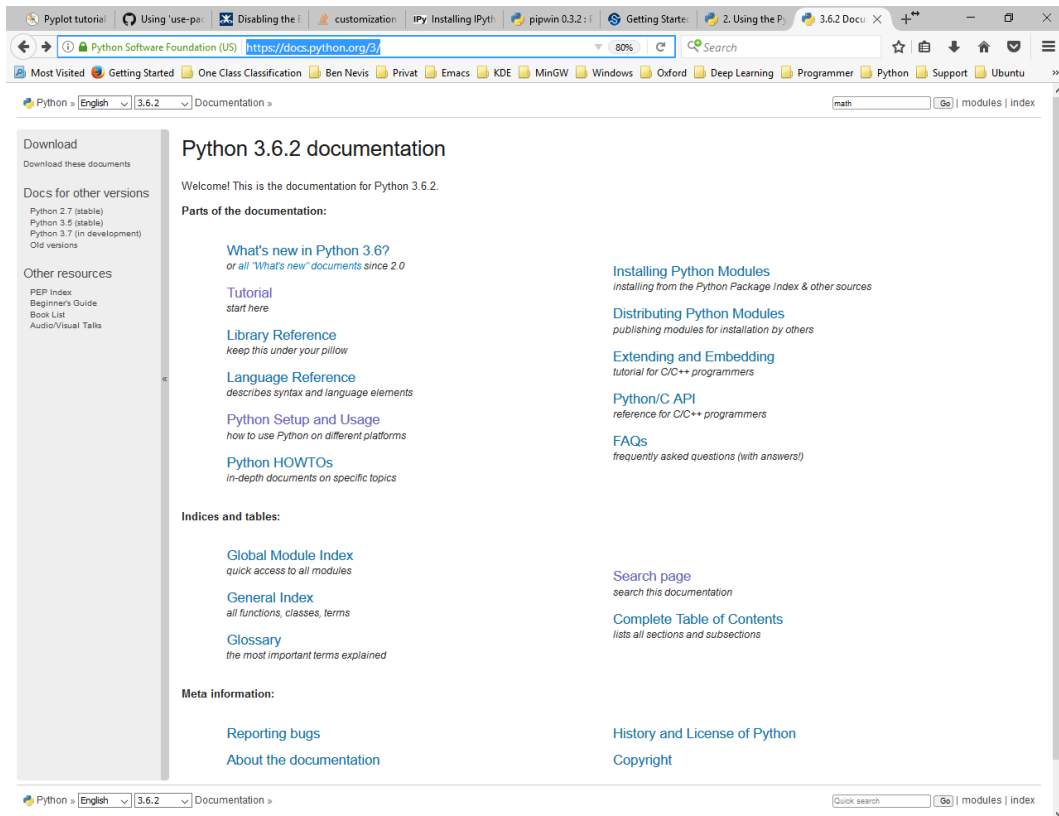 Pyplot tutorial Using 'use-pac Disabling the E customization IPy Installing IPyth pipwin 0.3.2 : F Getting Starte 2. Using the Py 3.6.2 Docu
Python Software Foundation (US) https://docs.python.org/3/ 80% Search
Most Visited Getting Started One Class Classification Ben Nevis Privat Emacs KDE MinGW Windows Oxford Deep Learning Programmer Python Support Ubuntu »
Python » English 3.6.2 Documentation » math Go | modules | index
Download
Download these documents
Docs for other versions
Python 2.7 (stable)
Python 3.5 (stable)
Python 3.7 (in development)
Old versions
Other resources
PEP Index
Beginner's Guide
Book List
Audio/Visual Talks
«
Python 3.6.2 documentation
Welcome! This is the documentation for Python 3.6.2.
Parts of the documentation:
What's new in Python 3.6?
or all "What's new" documents since 2.0
Tutorial
start here
Library Reference
keep this under your pillow
Language Reference
describes syntax and language elements
Python Setup and Usage
how to use Python on different platforms
Python HOWTOs
in-depth documents on specific topics
Installing Python Modules
installing from the Python Package Index & other sources
Distributing Python Modules
publishing modules for installation by others
Extending and Embedding
tutorial for C/C++ programmers
Python/C API
reference for C/C++ programmers
FAQs
frequently asked questions (with answers!)
Indices and tables:
Global Module Index
quick access to all modules
General Index
all functions, classes, terms
Glossary
the most important terms explained
Search page
search this documentation
Complete Table of Contents
lists all sections and subsections
Meta information:
Reporting bugs
About the documentation
History and License of Python
Copyright
Python » English 3.6.2 Documentation » Quick search Go | modules | index